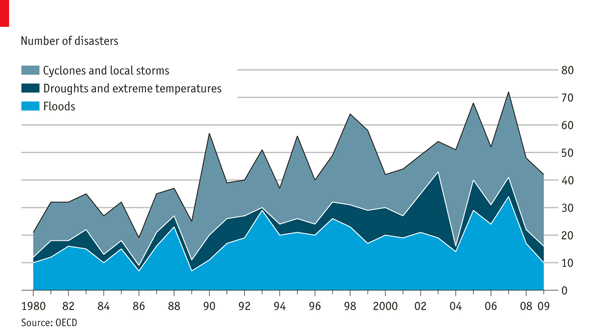 Number of disasters
Cyclones and local storms
Droughts and extreme temperatures
Floods
80
70
60
50
40
30
20
10
0
1980 82 84 86 88 90 92 94 96 98 2000 02 04 06 08 09
Source: OECD